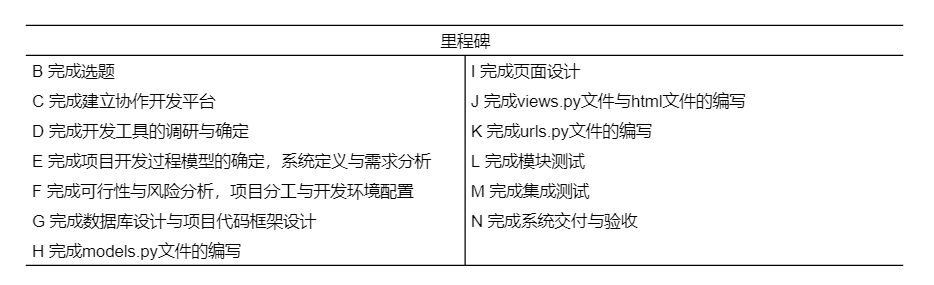 里程碑
B 完成选题
C 完成建立协作开发平台
D 完成开发工具的调研与确定
E 完成项目开发过程模型的确定，系统定义与需求分析
F 完成可行性与风险分析，项目分工与开发环境配置
G 完成数据库设计与项目代码框架设计
H 完成models.py文件的编写
I 完成页面设计
J 完成views.py文件与html文件的编写
K 完成urls.py文件的编写
L 完成模块测试
M 完成集成测试
N 完成系统交付与验收